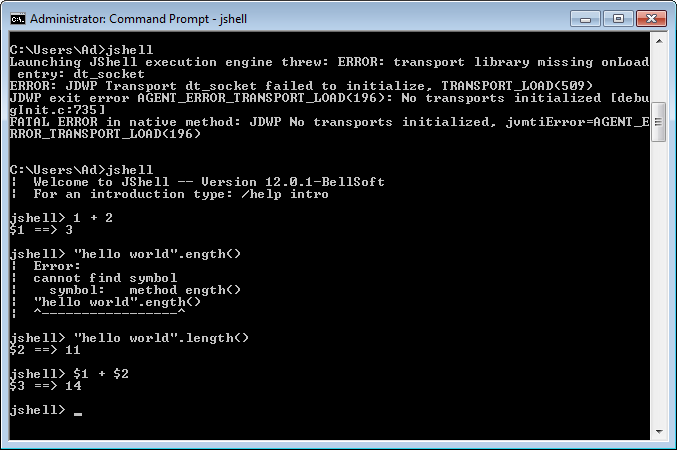 Administrator: Command Prompt - jshell
C:\Users\Ad>jshell
Launching JShell execution engine threw: ERROR: transport library missing onLoad
 entry: dt_socket
ERROR: JDWP Transport dt_socket failed to initialize, TRANSPORT_LOAD(509)
JDWP exit error AGENT_ERROR_TRANSPORT_LOAD(196): No transports initialized [debu
gInit.c:735]
FATAL ERROR in native method: JDWP No transports initialized, jvmtiError=AGENT_E
RROR_TRANSPORT_LOAD(196)
C:\Users\Ad>jshell
|  Welcome to JShell -- Version 12.0.1-BellSoft
|  For an introduction type: /help intro
jshell> 1 + 2
$1 ==> 3
jshell> "hello world".ength()
|  Error:
|  cannot find symbol
|    symbol:   method ength()
|  "hello world".ength()
|  ^-----------------^
jshell> "hello world".length()
$2 ==> 11
jshell> $1 + $2
$3 ==> 14
jshell> _